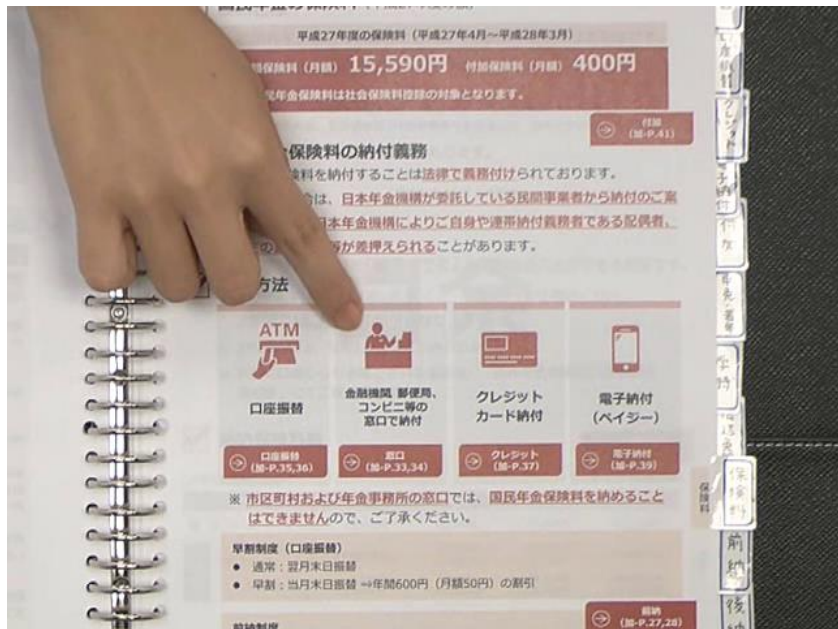 平成27年度の保険料（平成27年4月～平成28年3月）
保険料（月額） 15,590円 付加保険料（月額） 400円
民年金保険料は社会保険料控除の対象となります。
付加
(加-P.41)
保険料の納付義務
険料を納付することは法律で義務付けられております。
は、日本年金機構が委託している民間事業者から納付のご案
日本年金機構によりご自身や連帯納付義務者である配偶者、
等が差押えられることがあります。
方法
ATM
口座振替
金融機関、郵便局、
コンビニ等の
窓口で納付
クレジット
カード納付
電子納付
（ペイジー）
口座振替
(加-P.35,36)
窓口
(加-P.33,34)
クレジット
(加-P.37)
電子納付
(加-P.39)
※ 市区町村および年金事務所の窓口では、国民年金保険料を納めること
はできませんので、ご了承ください。
早割制度（口座振替）
● 通常：翌月末日振替
● 早割：当月末日振替 ⇒年間600円（月額50円）の割引
前納制度
前納
(加-P.27,28)
保険料
クレジット
保険料
前納